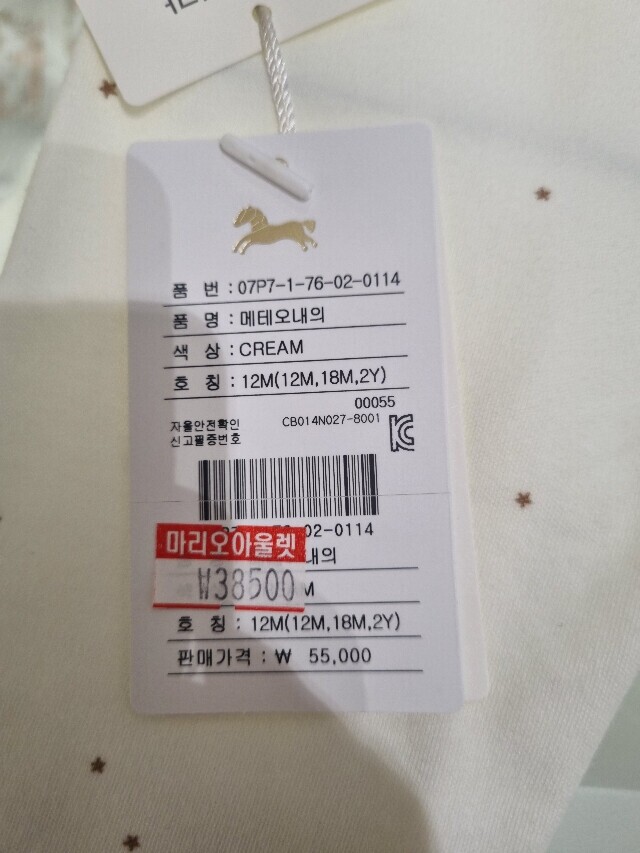 품 번 : 07P7-1-76-02-0114
품 명 : 메테오내의
색 상 : CREAM
호 칭 : 12M(12M,18M,2Y)
00055
자율안전확인 CB014N027-8001
신고필증번호
02-0114
마리오아울렛 내의
₩38500 M
호 칭 : 12M(12M,18M,2Y)
판매가격 : ₩ 55,000